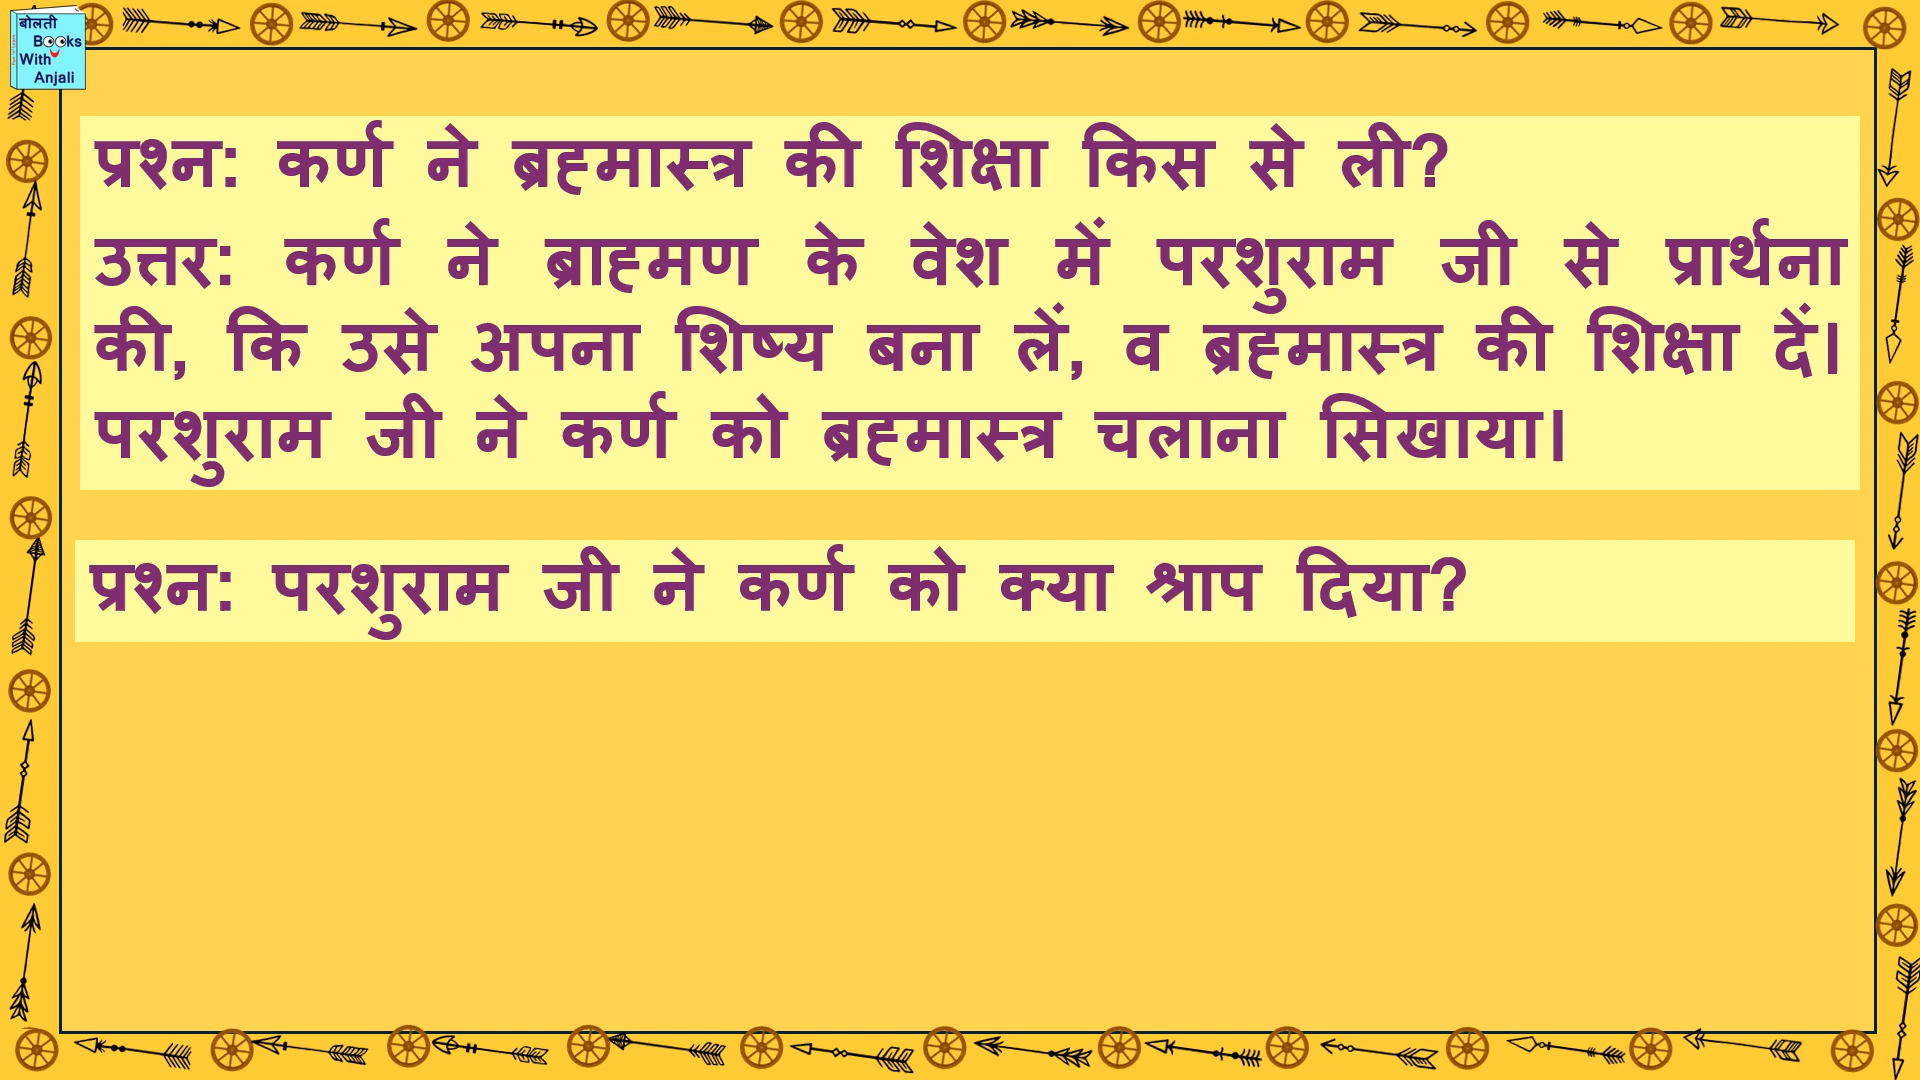 बोलती
Books
With
Anjali
प्रश्न: कर्ण ने ब्रह्मास्त्र की शिक्षा किस से ली?
उत्तर: कर्ण ने ब्राह्मण के वेश में परशुराम जी से प्रार्थना
की, कि उसे अपना शिष्य बना लें, व ब्रह्मास्त्र की शिक्षा दें।
परशुराम जी ने कर्ण को ब्रह्मास्त्र चलाना सिखाया।
प्रश्न: परशुराम जी ने कर्ण को क्या श्राप दिया?